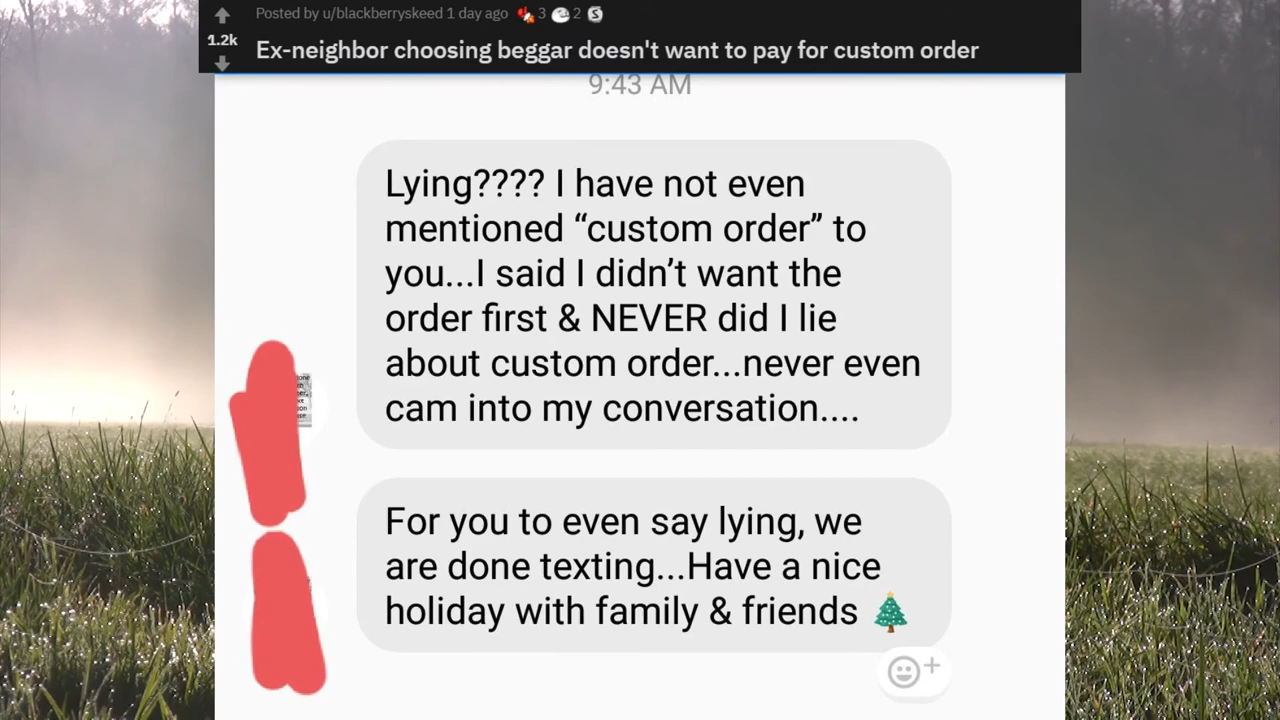 Posted by u/blackberryskeed 1 day ago 3 2 S
1.2k
Ex-neighbor choosing beggar doesn't want to pay for custom order
9:43 AM
Lying???? I have not even
mentioned “custom order” to
you...I said I didn’t want the
order first & NEVER did I lie
about custom order...never even
cam into my conversation....
For you to even say lying, we
are done texting...Have a nice
holiday with family & friends 🎄